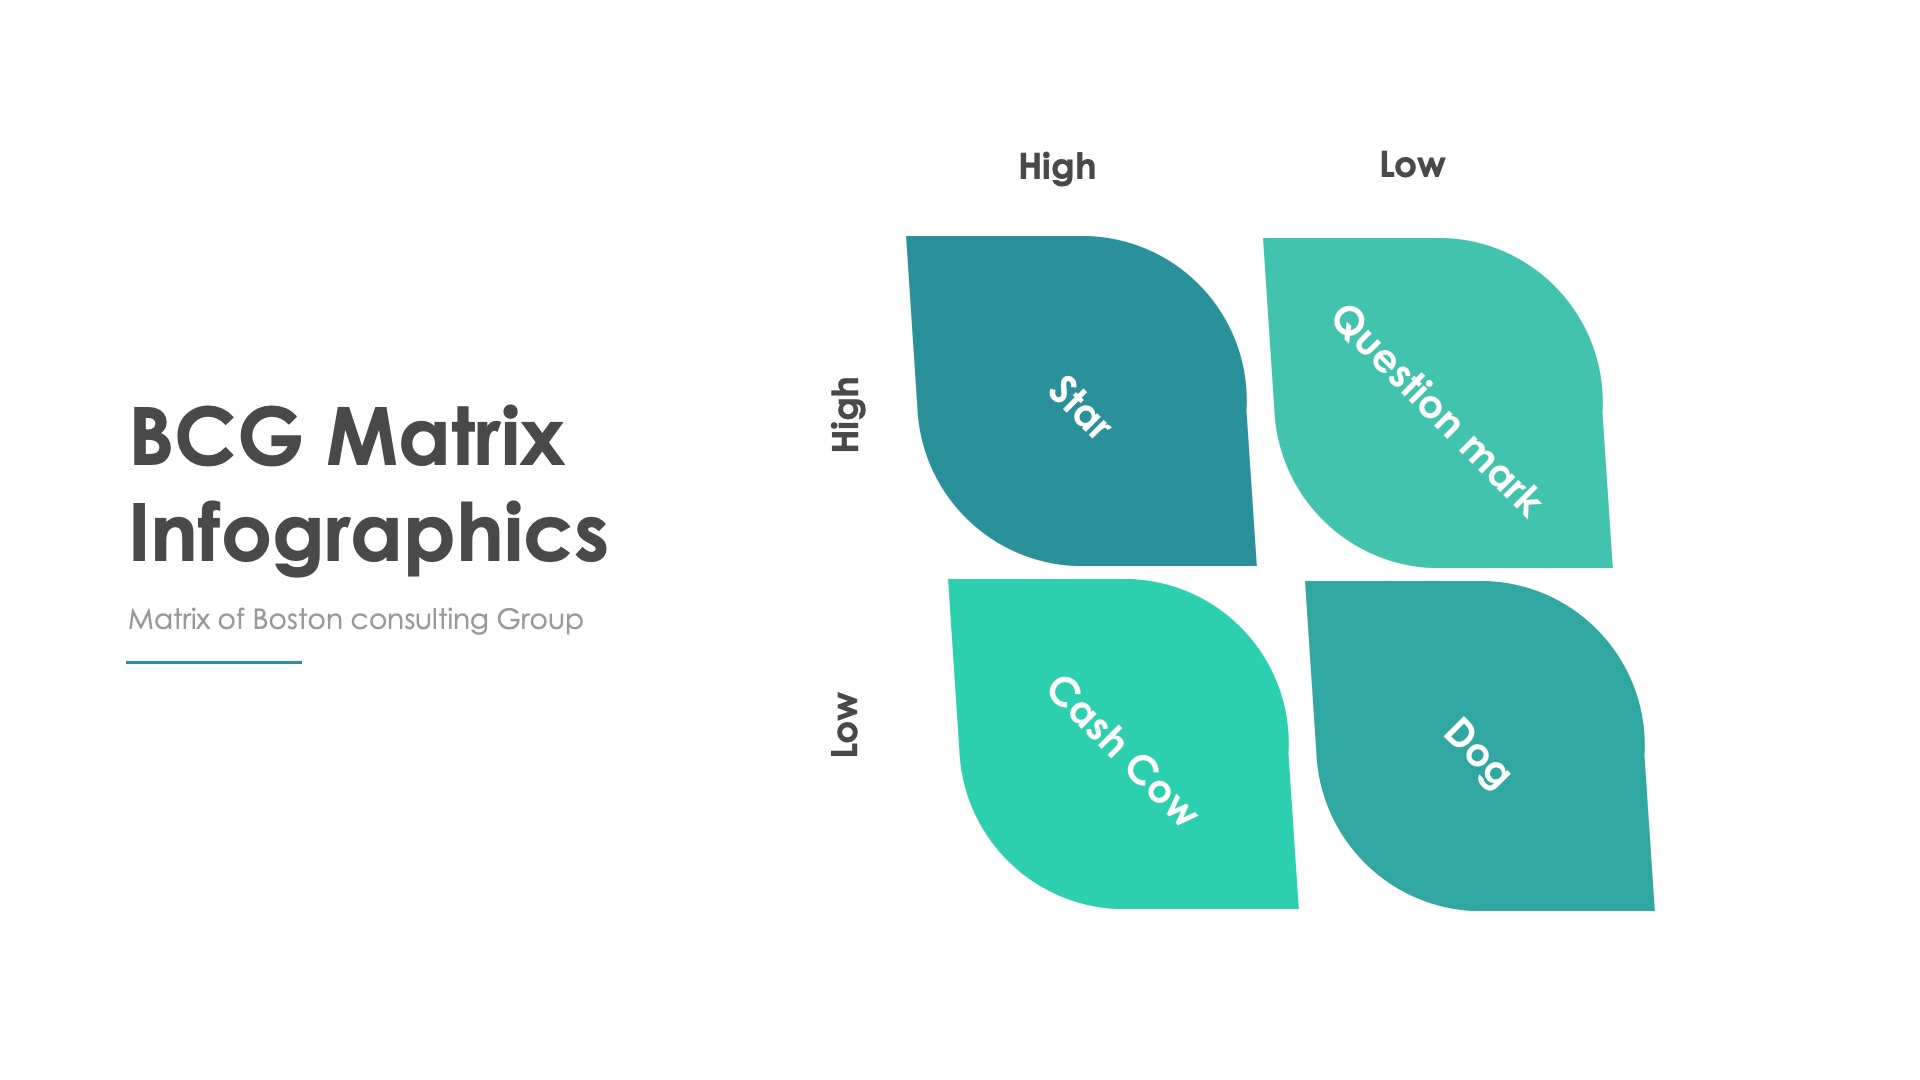 BCG Matrix
Infographics
Matrix of Boston consulting Group
High
Low
High
Star
Question mark
Low
Cash Cow
Dog